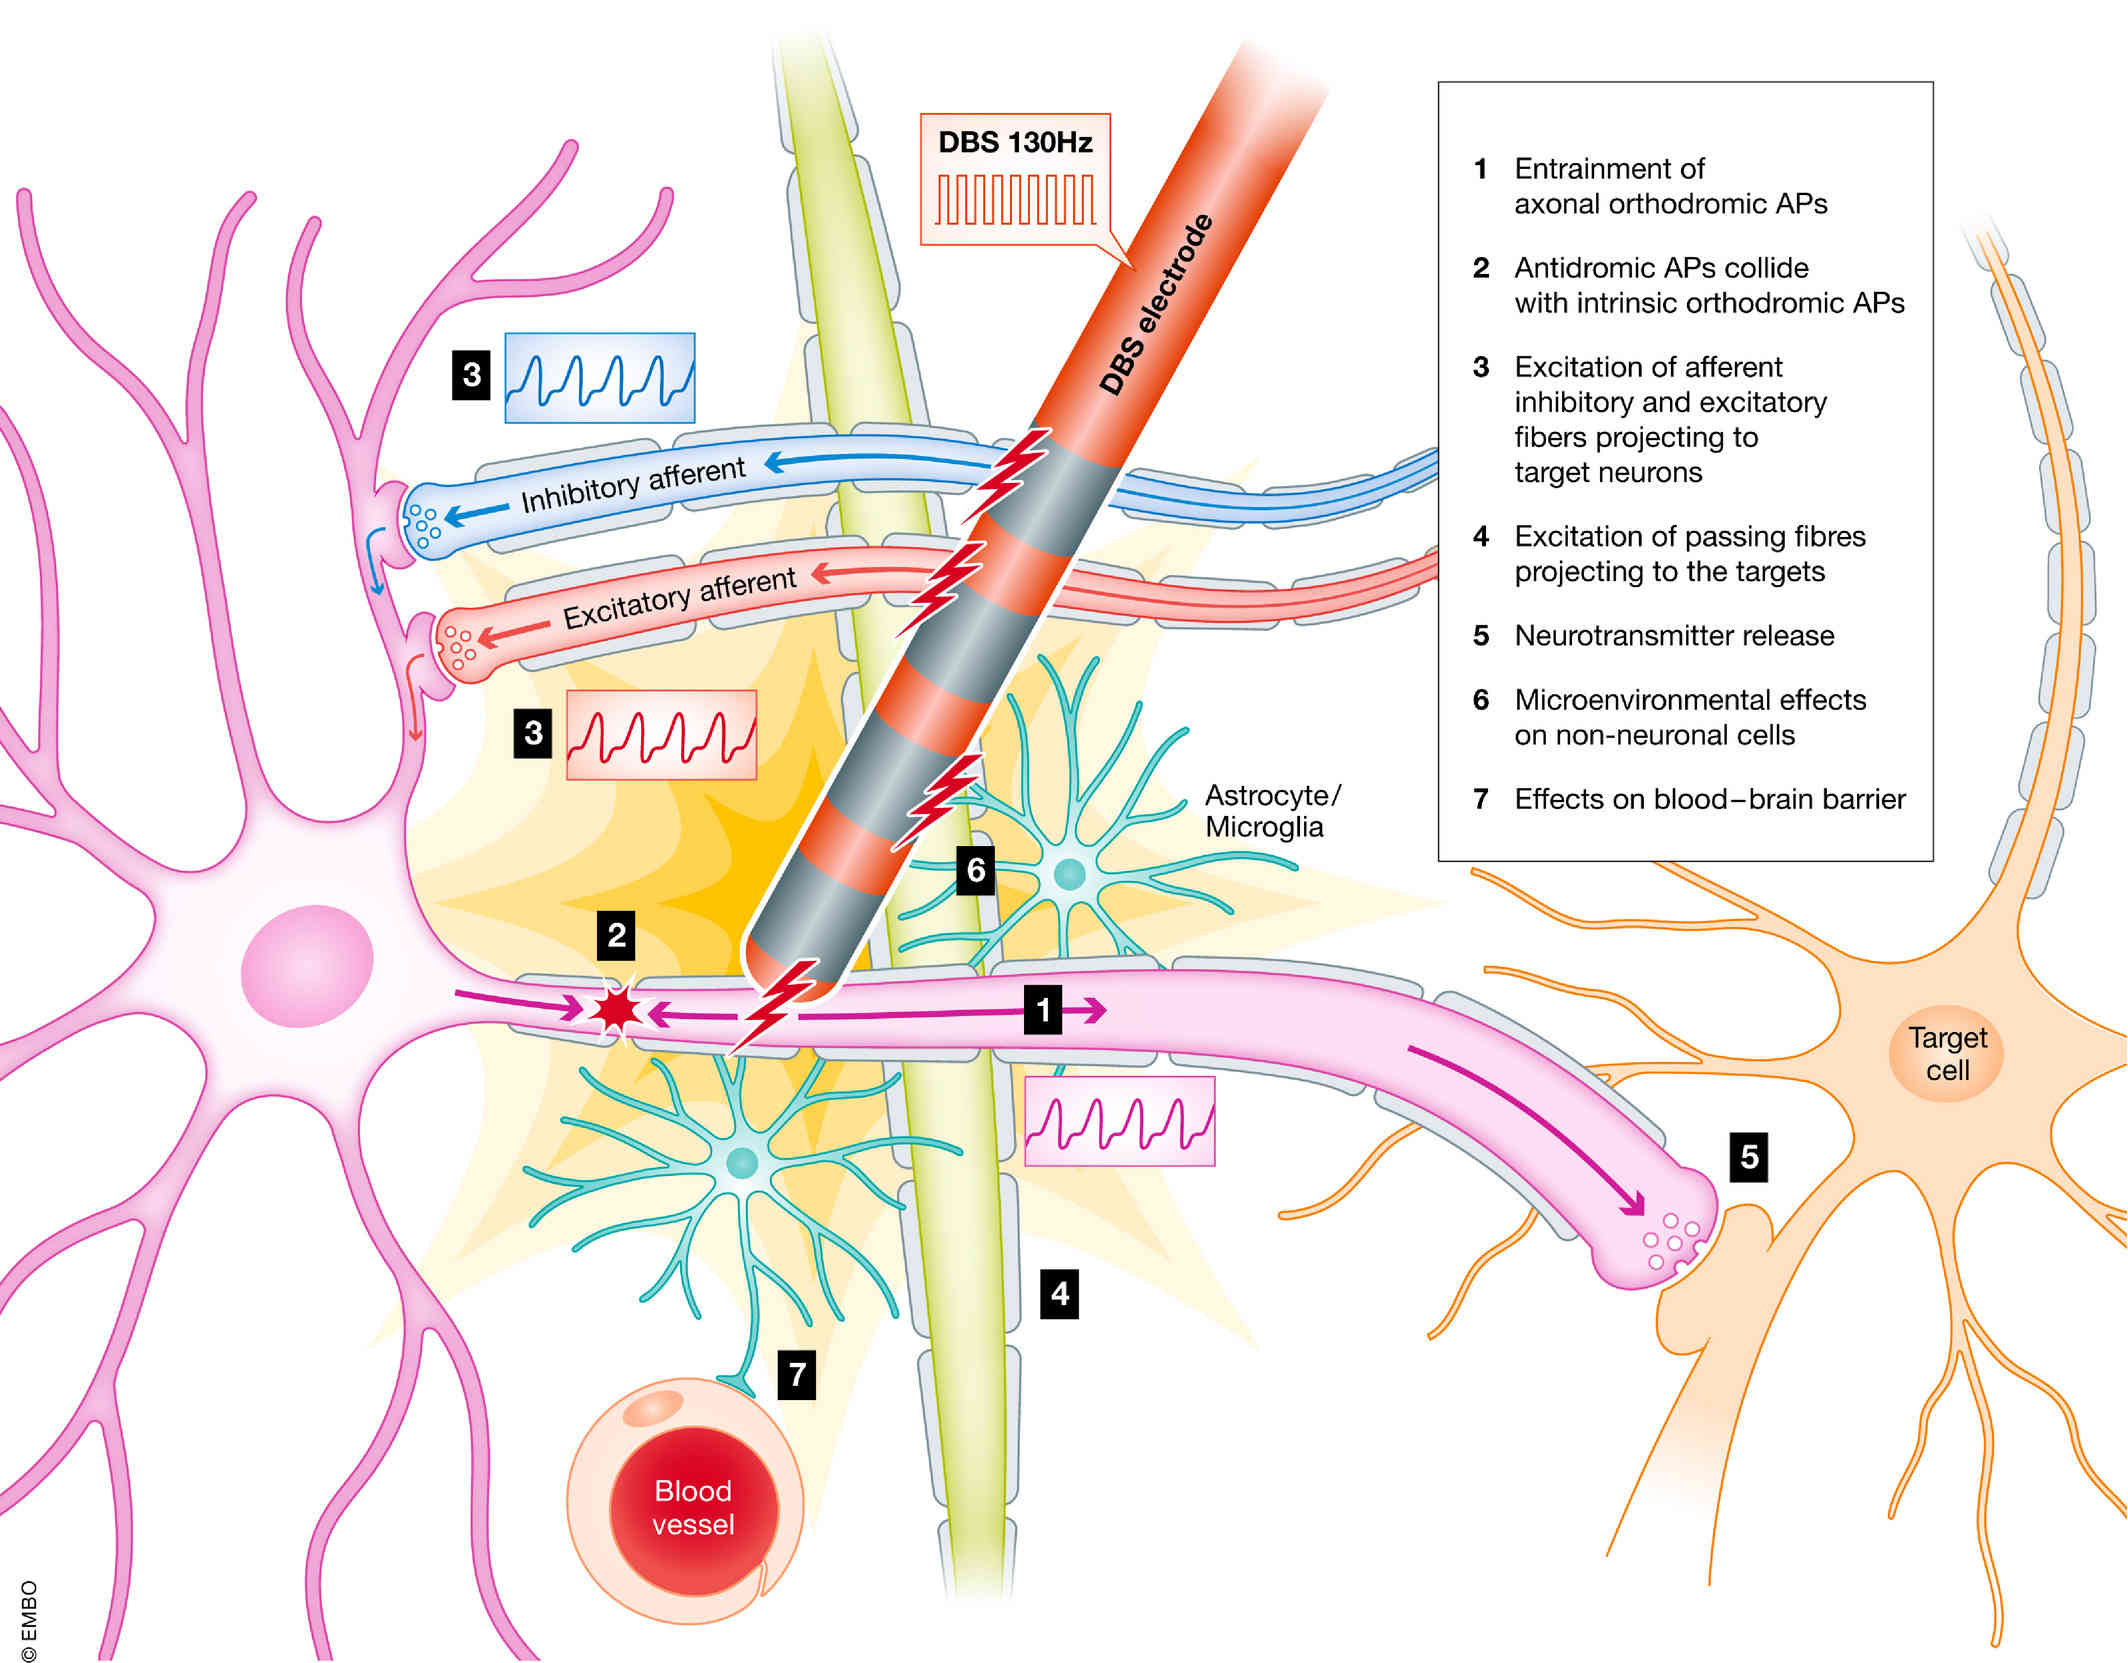 DBS 130Hz
DBS electrode
3
Inhibitory afferent
Excitatory afferent
3
Astrocyte/
Microglia
6
2
1
5
4
7
Target
cell
Blood
vessel
1 Entrainment of
axonal orthodromic APs
2 Antidromic APs collide
with intrinsic orthodromic APs
3 Excitation of afferent
inhibitory and excitatory
fibers projecting to
target neurons
4 Excitation of passing fibres
projecting to the targets
5 Neurotransmitter release
6 Microenvironmental effects
on non-neuronal cells
7 Effects on blood–brain barrier
© EMBO